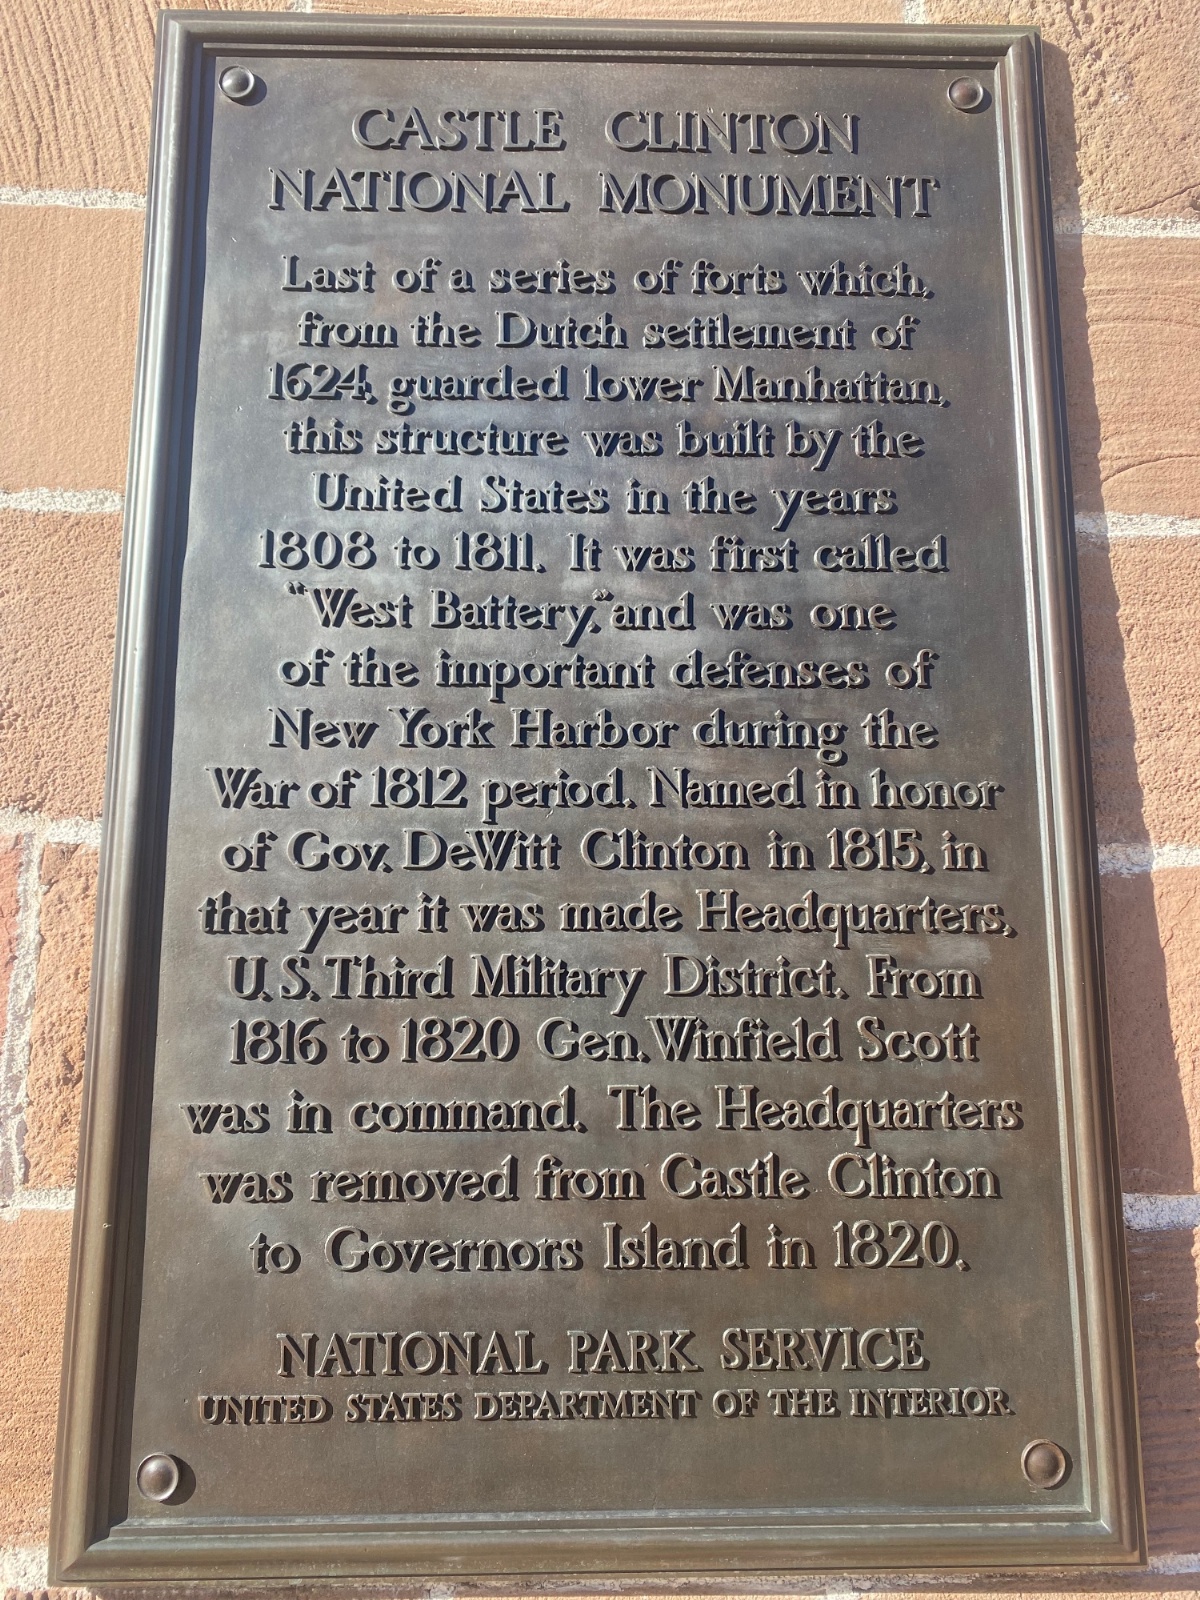 CASTLE CLINTON
NATIONAL MONUMENT
Last of a series of forts which,
from the Dutch settlement of
1624, guarded lower Manhattan,
this structure was built by the
United States in the years
1808 to 1811. It was first called
"West Battery," and was one
of the important defenses of
New York Harbor during the
War of 1812 period. Named in honor
of Gov. DeWitt Clinton in 1815, in
that year it was made Headquarters,
U.S. Third Military District. From
1816 to 1820 Gen. Winfield Scott
was in command. The Headquarters
was removed from Castle Clinton
to Governors Island in 1820.
NATIONAL PARK SERVICE
UNITED STATES DEPARTMENT OF THE INTERIOR